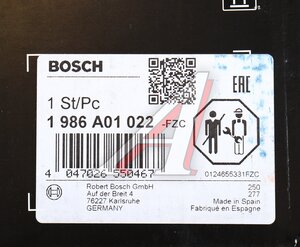 BOSCH
1 St/Pc
1 986 A01 022 -FZC
EAC
4 047026 550467
0124655331FZC
Robert Bosch GmbH
Auf der Breit 4
76227 Karlsruhe
GERMANY
250
277
Made in Spain
Fabriqué en Espagne